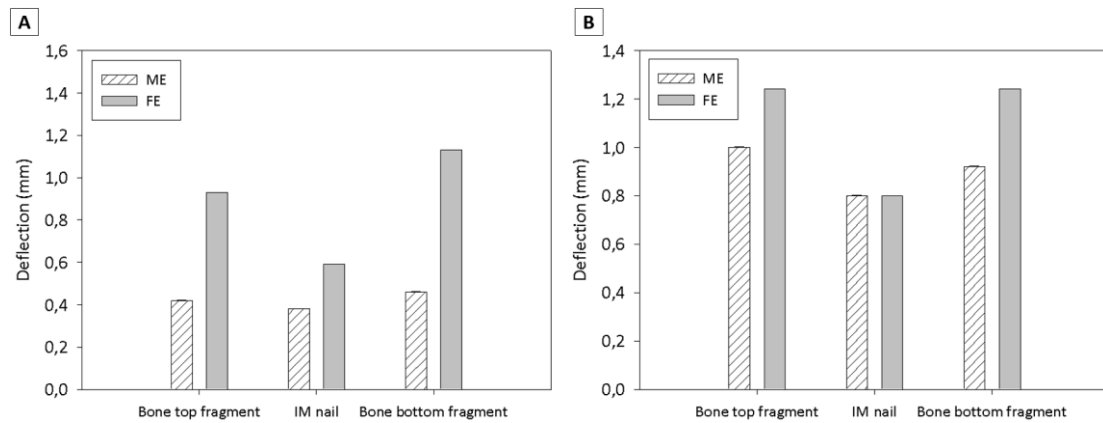 A
1,6
1,4
1,2
1,0
0,8
0,6
0,4
0,2
0,0
Deflection (mm)
ME
FE
Bone top fragment IM nail Bone bottom fragment
B
1,4
1,2
1,0
0,8
0,6
0,4
0,2
0,0
Deflection (mm)
ME
FE
Bone top fragment IM nail Bone bottom fragment